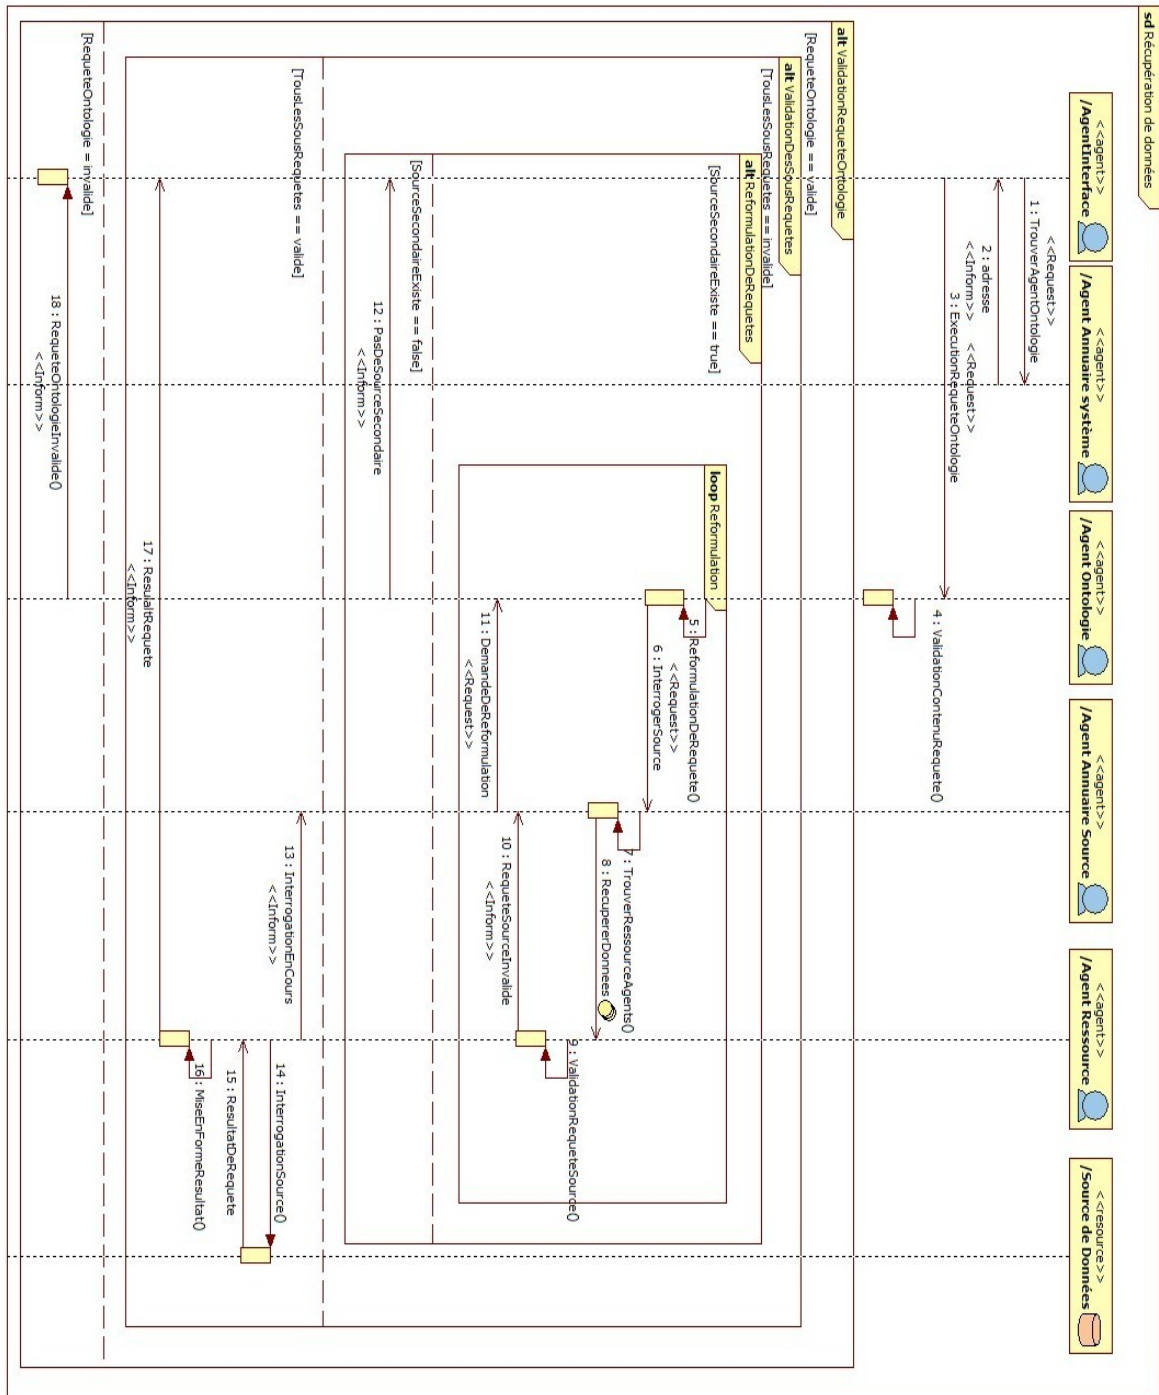 sd Récupération de données
<<agent>>
/AgentInterface
<<agent>>
/Agent Annuaire système
<<agent>>
/Agent Ontologie
<<agent>>
/Agent Annuaire Source
<<agent>>
/Agent Ressource
<<resource>>
/Source de Données
<<Request>>
1 : TrouverAgentOntologie
2 : adresse
<<Inform>>
<<Request>>
3 : ExecutionRequeteOntologie
4 : ValidationContenuRequete()
alt ValidationRequeteOntologie
[RequeteOntologie == valide]
alt ValidationDesSousRequetes
[TousLesSousRequetes == invalide]
alt ReformulationDeRequetes
[SourceSecondaireExiste == true]
loop Reformulation
5 : ReformulationDeRequete()
<<Request>>
6 : InterrogerSource
7 : TrouverRessourceAgents()
8 : RecupererDonnees
9 : ValidationRequeteSource()
10 : RequeteSourceInvalide
<<Inform>>
11 : DemandeDeReformulation
<<Request>>
[SourceSecondaireExiste == false]
12 : PasDeSourceSecondaire
<<Inform>>
[TousLesSousRequetes == valide]
13 : InterrogationEnCours
<<Inform>>
14 : InterrogationSource()
15 : ResultatDeRequete
16 : MiseEnFormeResultat()
17 : ResulaltRequete
<<Inform>>
[RequeteOntologie = invalide]
18 : RequeteOntologieInvalide()
<<Inform>>